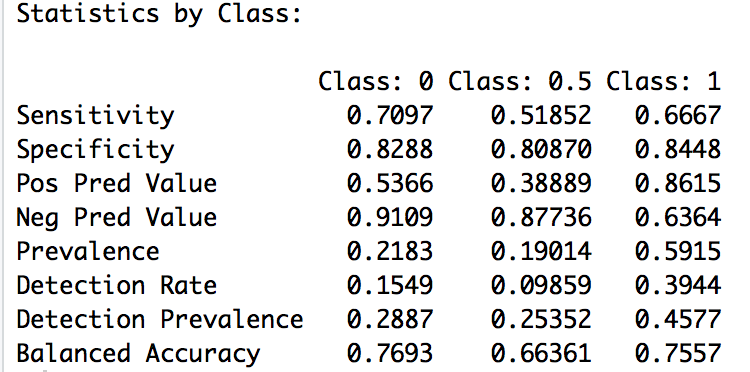 Statistics by Class:
Class: 0 Class: 0.5 Class: 1
Sensitivity 0.7097 0.51852 0.6667
Specificity 0.8288 0.80870 0.8448
Pos Pred Value 0.5366 0.38889 0.8615
Neg Pred Value 0.9109 0.87736 0.6364
Prevalence 0.2183 0.19014 0.5915
Detection Rate 0.1549 0.09859 0.3944
Detection Prevalence 0.2887 0.25352 0.4577
Balanced Accuracy 0.7693 0.66361 0.7557